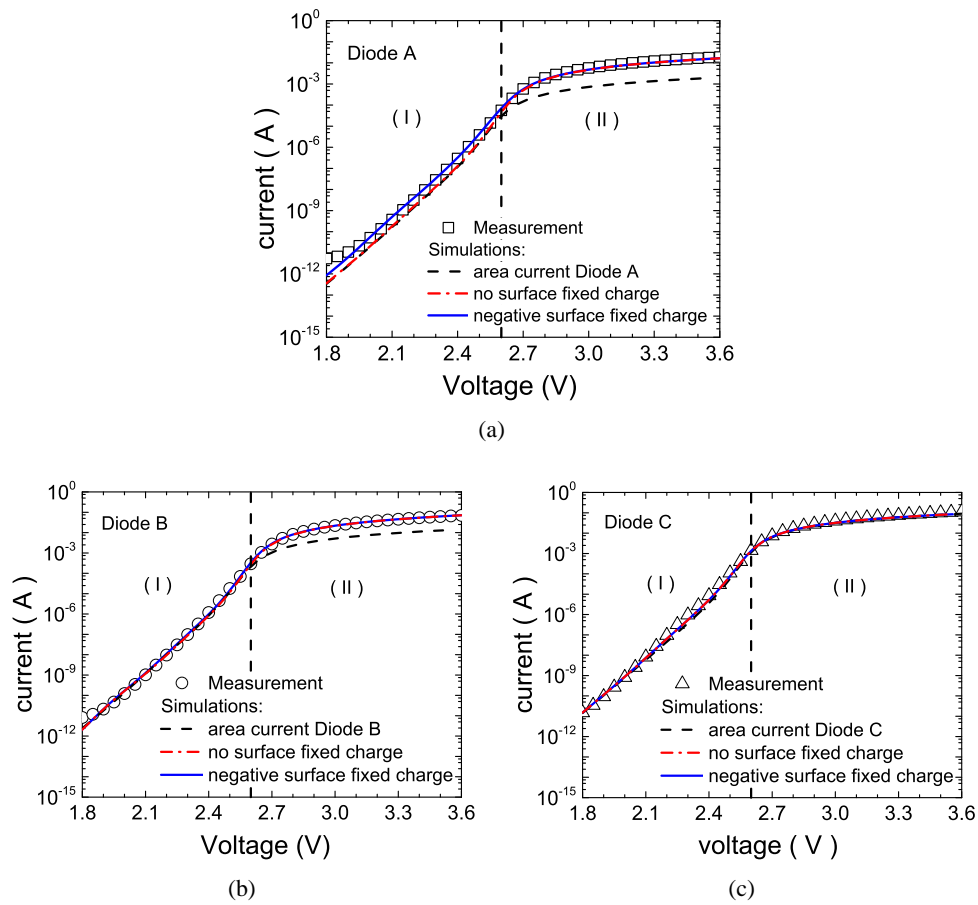 10^0
10^-3
10^-6
10^-9
10^-12
10^-15
current ( A )
Diode A
( I )
( II )
Measurement
Simulations:
area current Diode A
no surface fixed charge
negative surface fixed charge
1.8 2.1 2.4 2.7 3.0 3.3 3.6
Voltage (V)
(a)
10^0
10^-3
10^-6
10^-9
10^-12
10^-15
current ( A )
Diode B
( I )
( II )
Measurement
Simulations:
area current Diode B
no surface fixed charge
negative surface fixed charge
1.8 2.1 2.4 2.7 3.0 3.3 3.6
Voltage (V)
(b)
10^0
10^-3
10^-6
10^-9
10^-12
10^-15
current ( A )
Diode C
( I )
( II )
Measurement
Simulations:
area current Diode C
no surface fixed charge
negative surface fixed charge
1.8 2.1 2.4 2.7 3.0 3.3 3.6
voltage ( V )
(c)